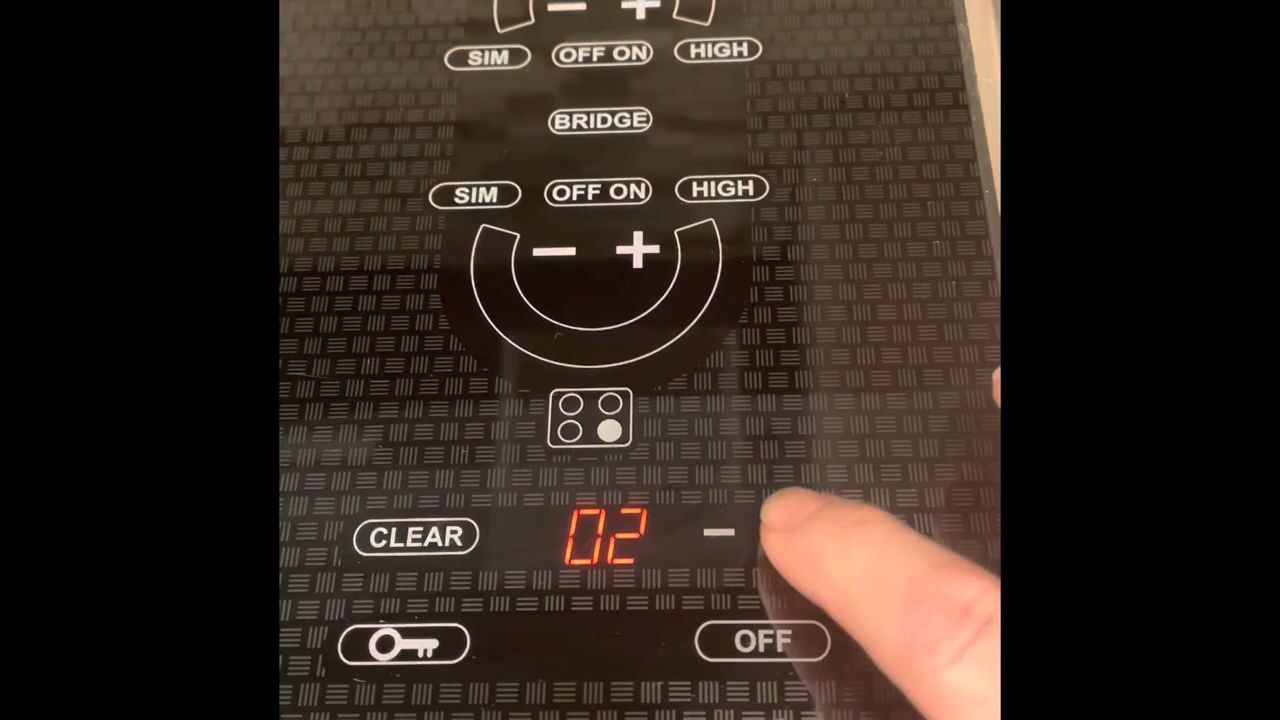 − +
SIM OFF ON HIGH
BRIDGE
SIM OFF ON HIGH
− +
CLEAR 02 −
OFF